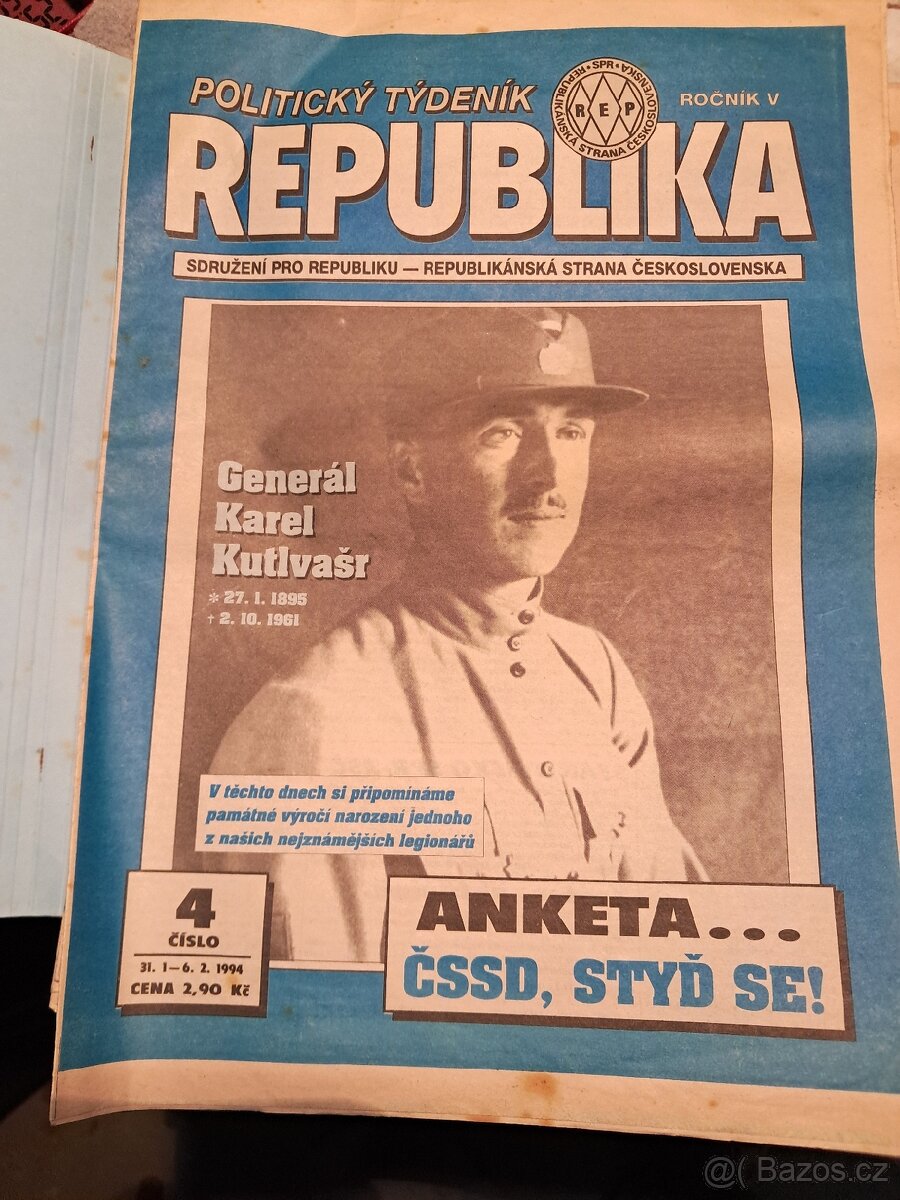 POLITICKÝ TÝDENÍK
SPR • REPUBLIKÁNSKÁ STRANA ČESKOSLOVENSKA •
REP
ROČNÍK V
REPUBLIKA
SDRUŽENÍ PRO REPUBLIKU — REPUBLIKÁNSKÁ STRANA ČESKOSLOVENSKA
Generál
Karel
Kutlvašr
* 27. 1. 1895
† 2. 10. 1961
V těchto dnech si připomínáme
památné výročí narození jednoho
z našich nejznámějších legionářů
4
ČÍSLO
31. 1–6. 2. 1994
CENA 2,90 Kč
ANKETA...
ČSSD, STYĎ SE!
@( Bazos.cz